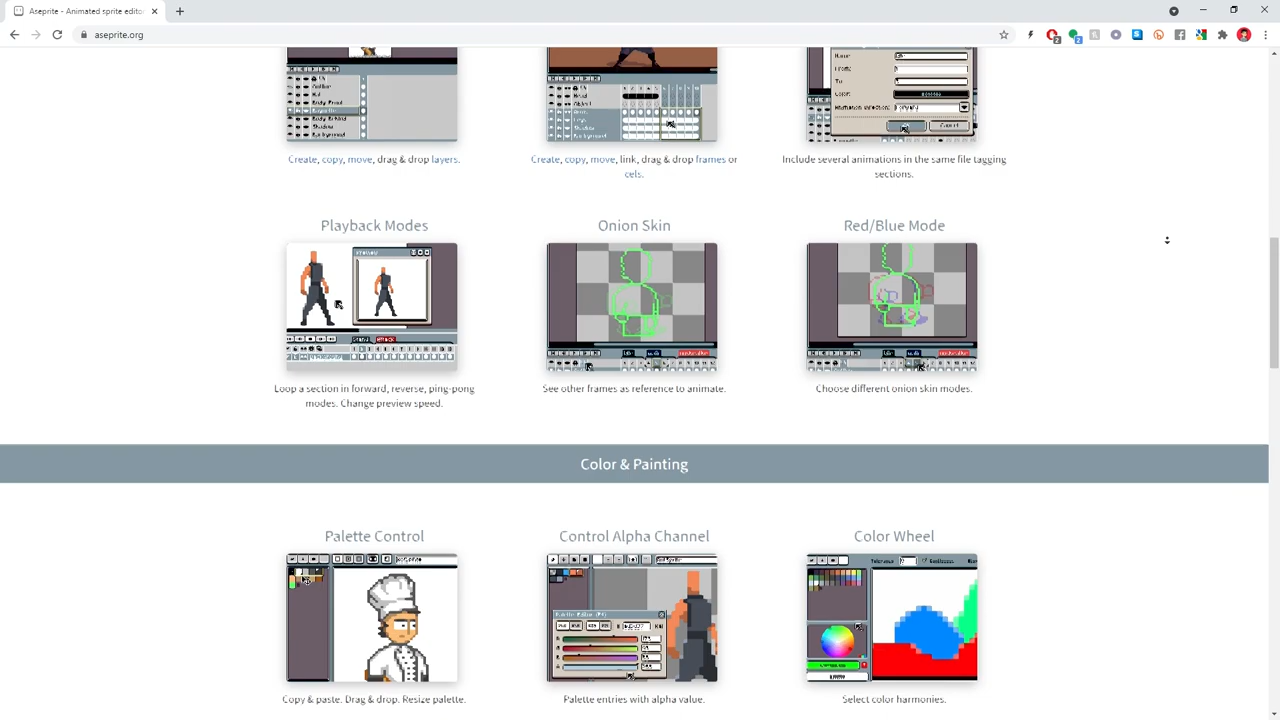 Aseprite - Animated sprite edito
aseprite.org
Create, copy, move, drag & drop layers.
Create, copy, move, link, drag & drop frames or
cels.
Include several animations in the same file tagging
sections.
Playback Modes
Onion Skin
Red/Blue Mode
Loop a section in forward, reverse, ping-pong
modes. Change preview speed.
See other frames as reference to animate.
Choose different onion skin modes.
Color & Painting
Palette Control
Control Alpha Channel
Color Wheel
Copy & paste. Drag & drop. Resize palette.
Palette entries with alpha value.
Select color harmonies.